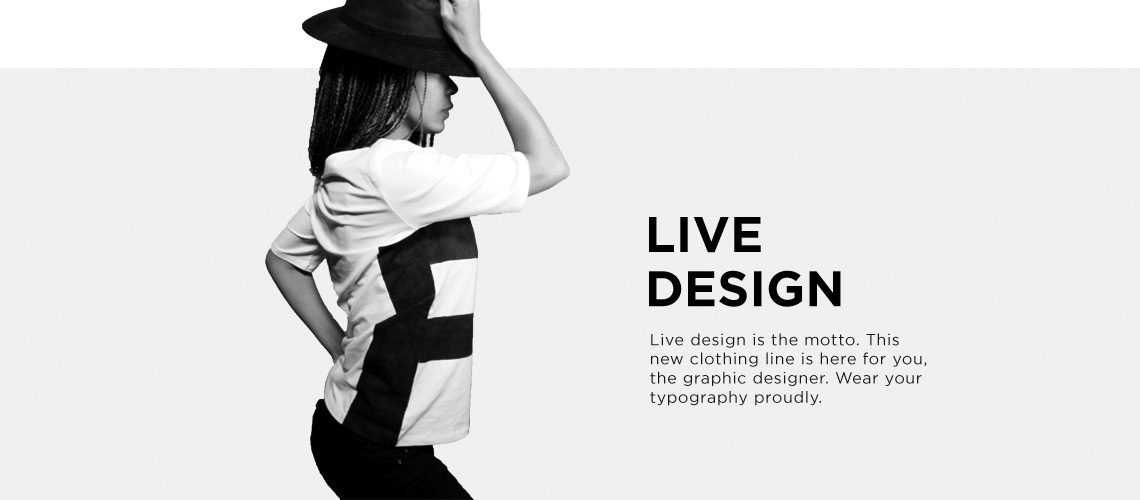 LIVE
DESIGN
Live design is the motto. This
new clothing line is here for you,
the graphic designer. Wear your
typography proudly.